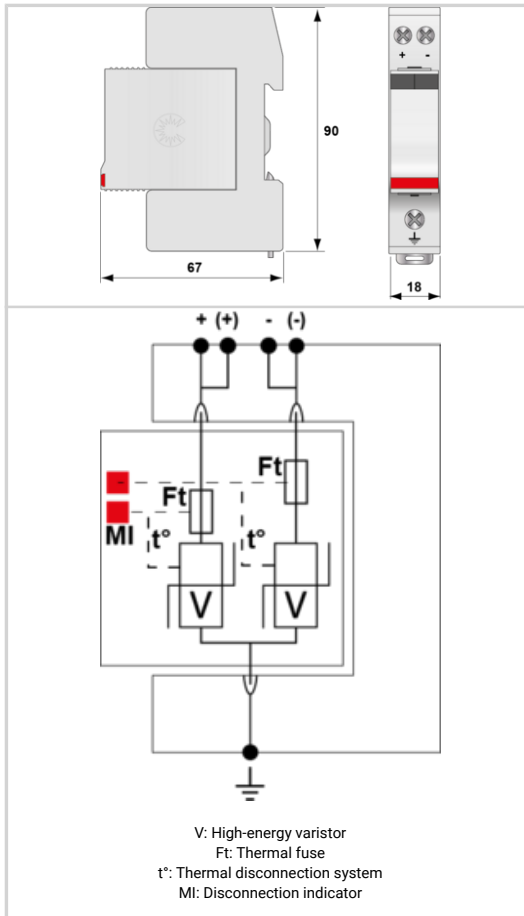 + -
90
67
18
+ (+) - (-)
Ft
-
Ft
MI t° t°
V V
V: High-energy varistor
Ft: Thermal fuse
t°: Thermal disconnection system
MI: Disconnection indicator